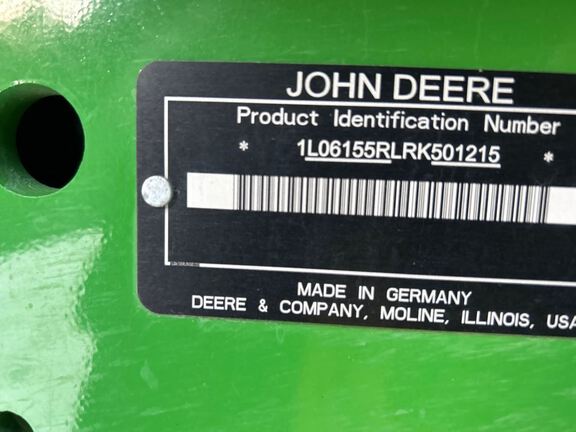 JOHN DEERE
Product Identification Number
* 1L06155RLRK501215 *
MADE IN GERMANY
DEERE & COMPANY, MOLINE, ILLINOIS, USA